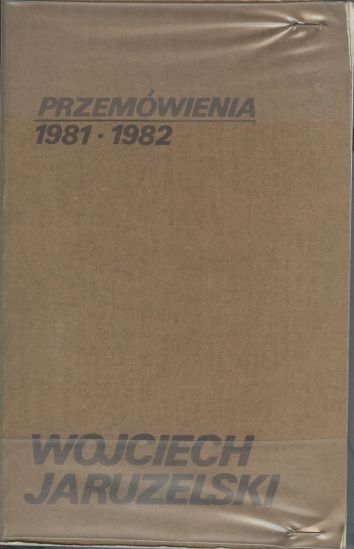 PRZEMÓWIENIA
1981 · 1982
WOJCIECH
JARUZELSKI